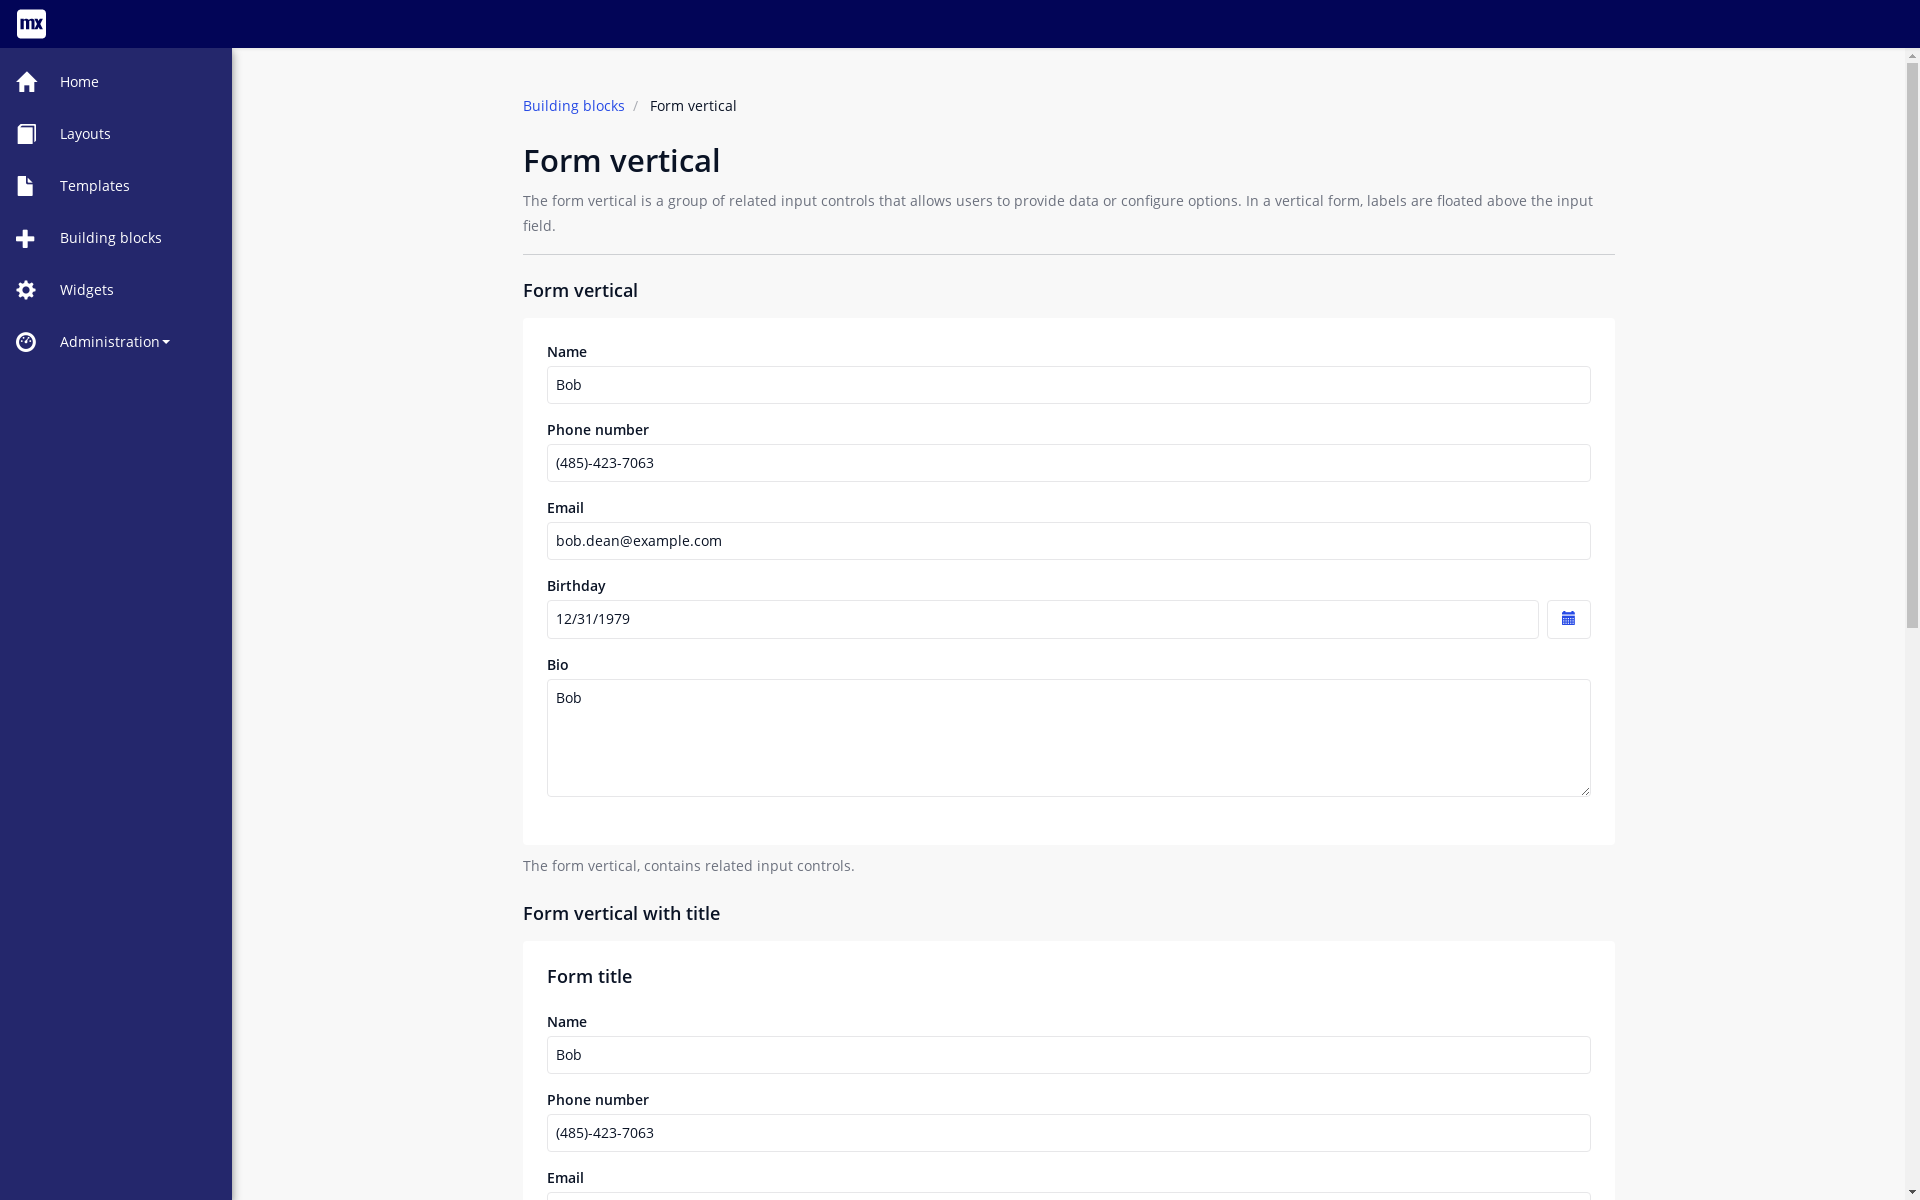 mx
Home
Layouts
Templates
Building blocks
Widgets
Administration
Building blocks / Form vertical
Form vertical
The form vertical is a group of related input controls that allows users to provide data or configure options. In a vertical form, labels are floated above the input
field.
Form vertical
Name
Bob
Phone number
(485)-423-7063
Email
bob.dean@example.com
Birthday
12/31/1979
Bio
Bob
The form vertical, contains related input controls.
Form vertical with title
Form title
Name
Bob
Phone number
(485)-423-7063
Email